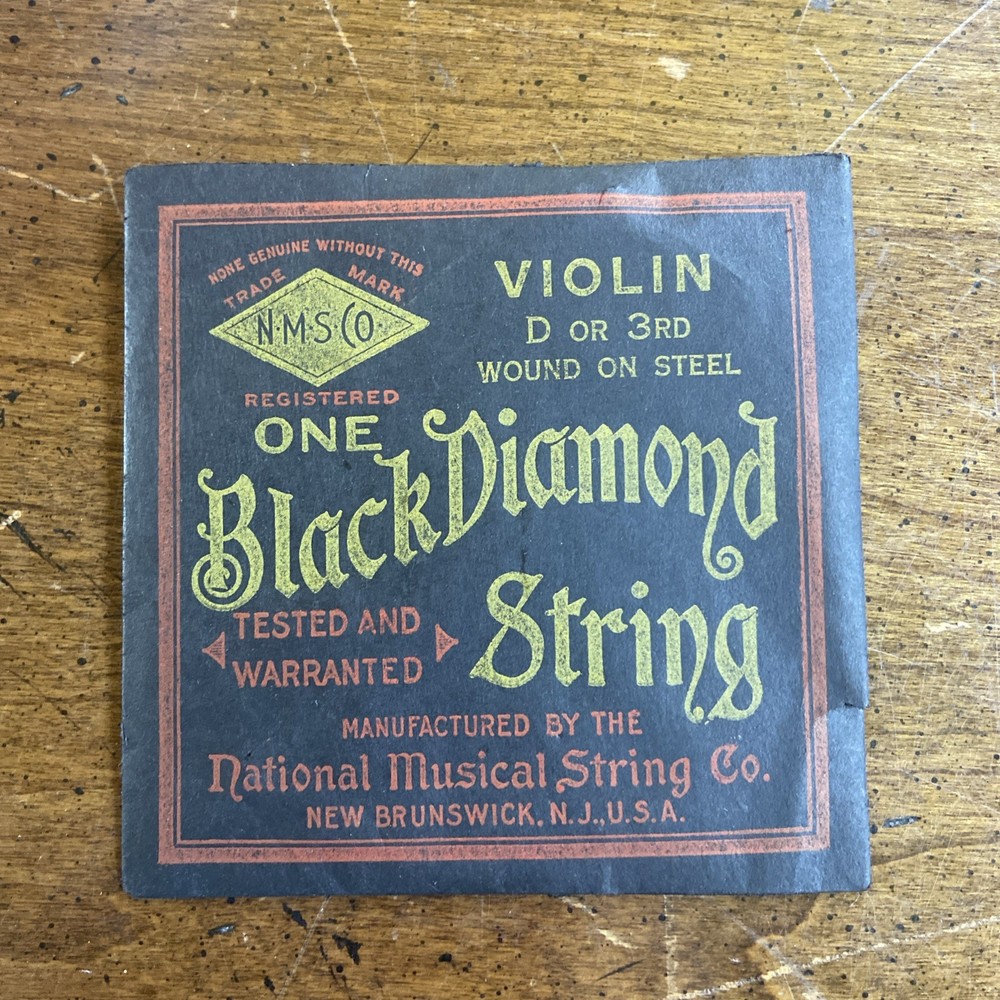 NONE GENUINE WITHOUT THIS
TRADE MARK
N·M·S CO.
REGISTERED
VIOLIN
D OR 3RD
WOUND ON STEEL
ONE
Black Diamond
String
TESTED AND
WARRANTED
MANUFACTURED BY THE
National Musical String Co.
NEW BRUNSWICK, N.J., U.S.A.